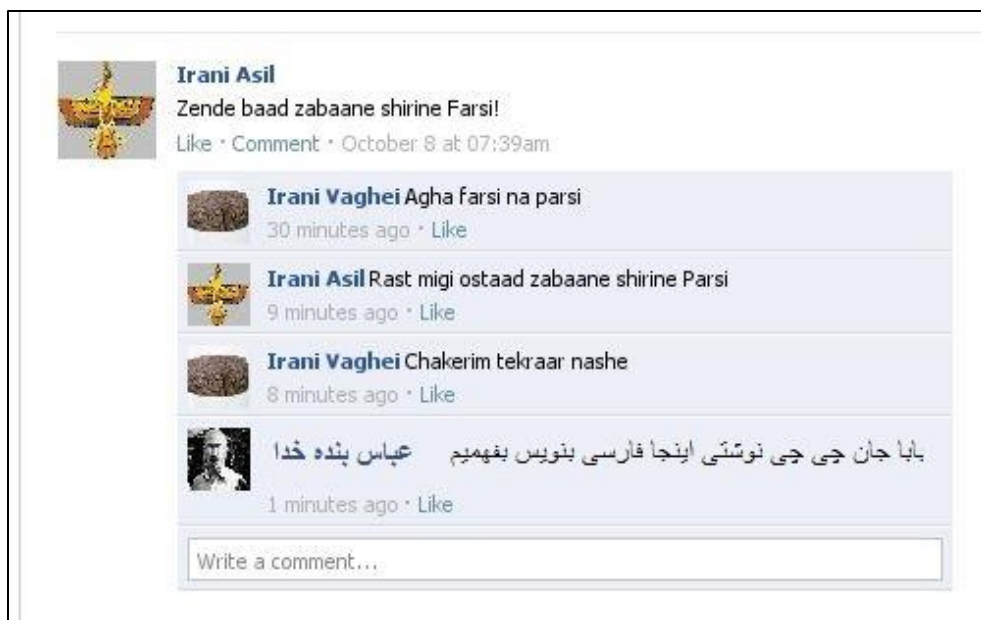 Irani Asil
Zende baad zabaane shirine Farsi!
Like · Comment · October 8 at 07:39am
Irani Vaghei Agha farsi na parsi
30 minutes ago · Like
Irani Asil Rast migi ostaad zabaane shirine Parsi
9 minutes ago · Like
Irani Vaghei Chakerim tekraar nashe
8 minutes ago · Like
عباس بنده خدا بابا جان چی چی نوشتی اینجا فارسی بنویس بفهمیم
1 minutes ago · Like
Write a comment...